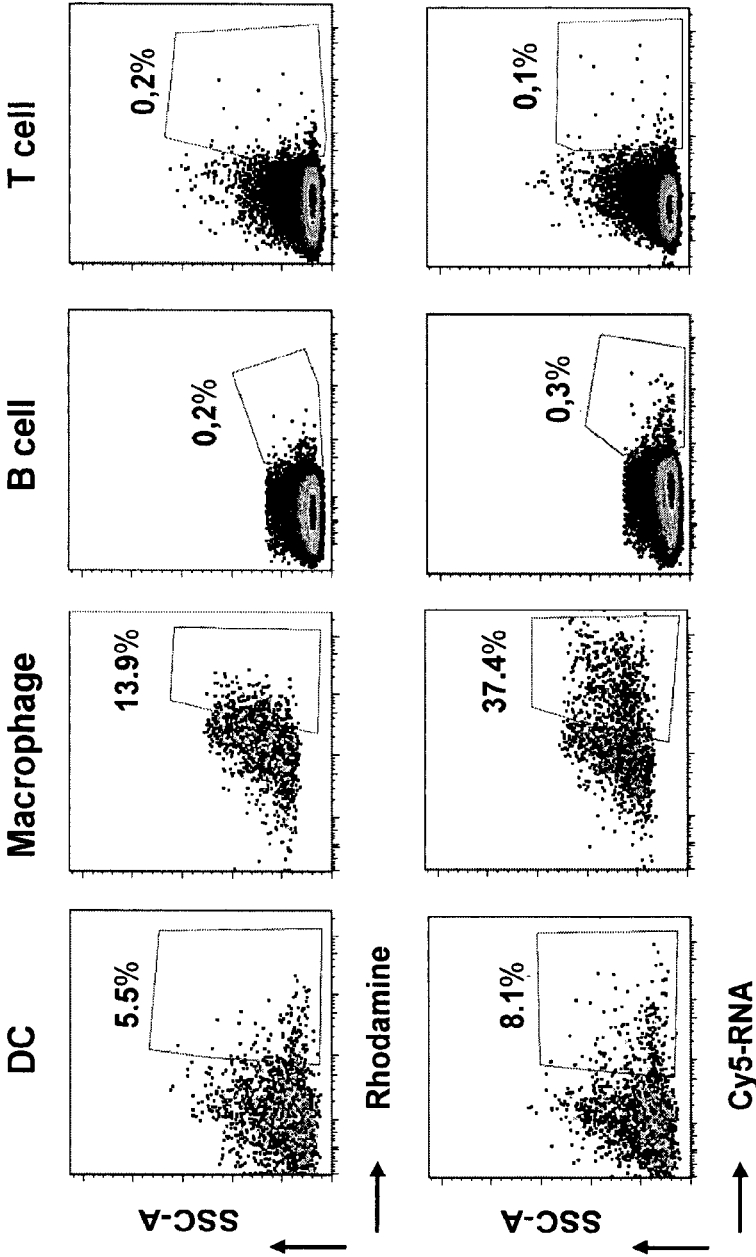 DC Macrophage B cell T cell
5.5% 13.9% 0,2% 0,2%
SSC-A
Rhodamine
8.1% 37.4% 0,3% 0,1%
SSC-A
Cy5-RNA